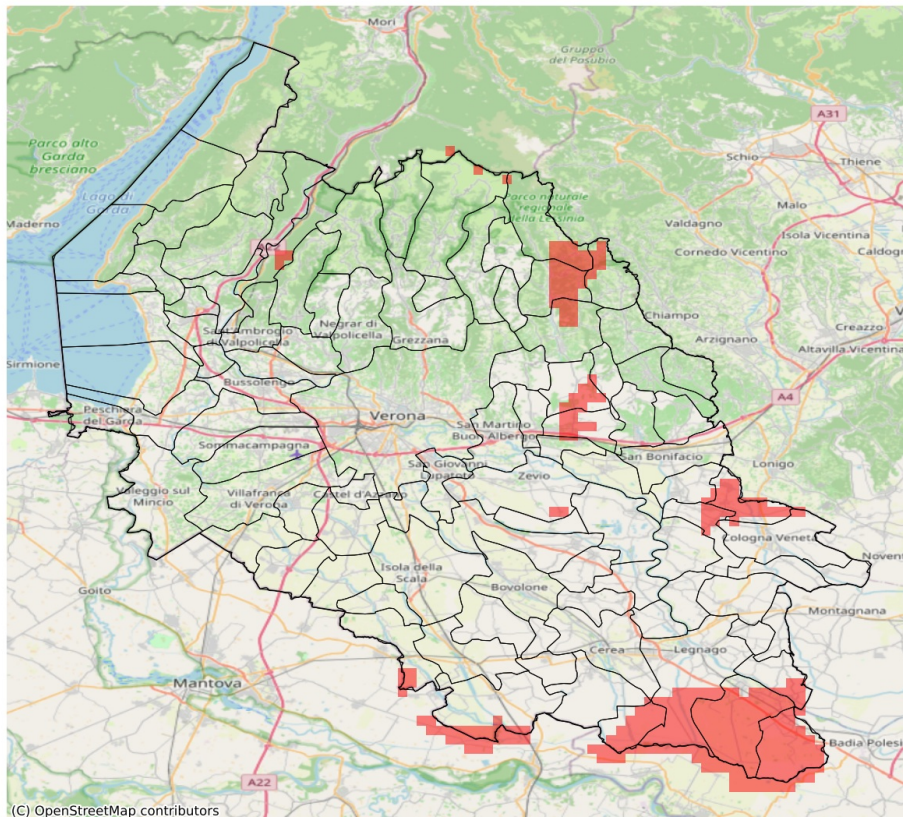 Mori
Gruppo
del Pasubio
A31
Parco alto
Garda
bresciano
Schio
Thiene
Lago di
Garda
Parco naturale
regionale
della Lessinia
Malo
Maderno
Valdagno
Isola Vicentina
Cornedo Vicentino
Caldogn
Chiampo
Creazzo
Sant'Ambrogio
di Valpolicella
Negrar di
Valpolicella
Grezzana
Arzignano
Altavilla Vicentina
Sirmione
Bussolengo
A4
Peschiera
del Garda
Verona
San Martino
Buon Albergo
Sommacampagna
San Bonifacio
Lonigo
San Giovanni
Lupatoto
Zevio
Valeggio sul
Mincio
Villafranca
di Verona
Castel d'Azzano
Cologna Veneta
Novent
Isola della
Scala
Goito
Bovolone
Montagnana
Cerea
Legnago
Mantova
Badia Polesi
A22
(C) OpenStreetMap contributors